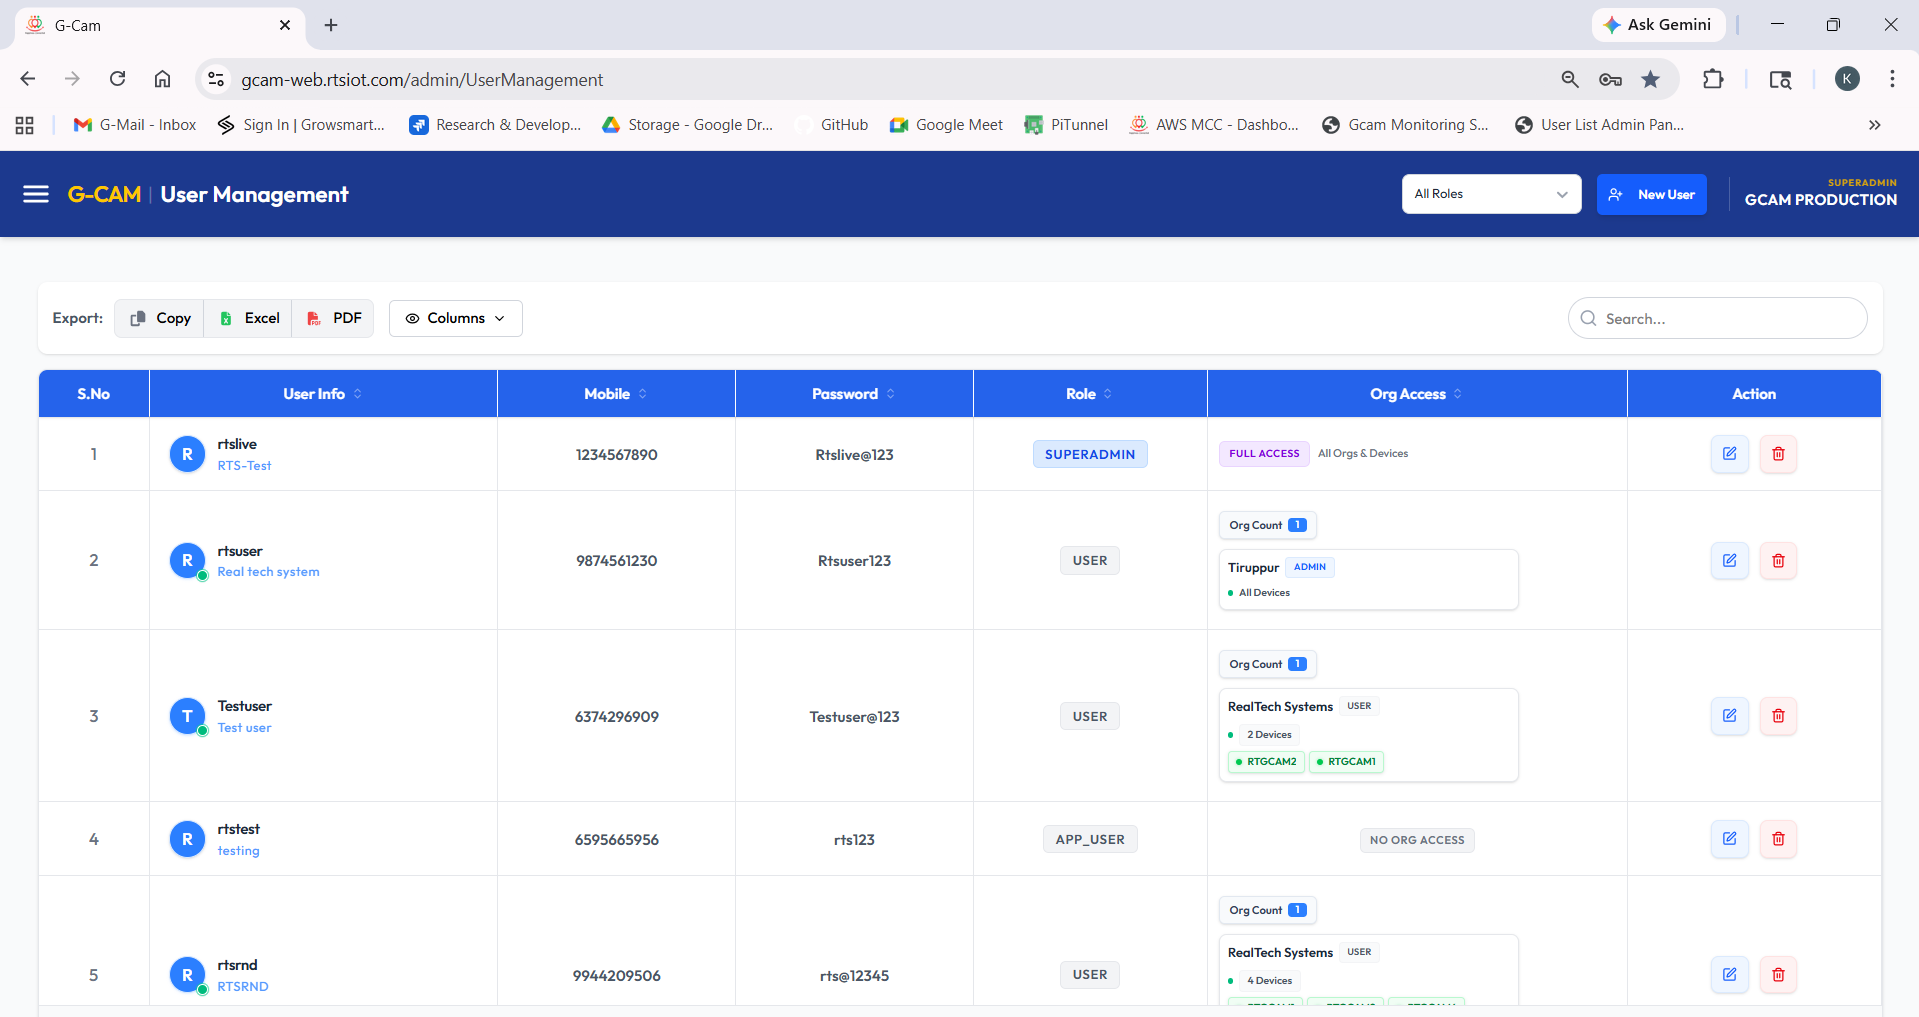 G-Cam
Ask Gemini
gcam-web.rtsiot.com/admin/UserManagement
K
G-Mail - Inbox
Sign In | Growsmart...
Research & Develop...
Storage - Google Dr...
GitHub
Google Meet
PiTunnel
AWS MCC - Dashbo...
Gcam Monitoring S...
User List Admin Pan...
G-CAM | User Management
All Roles
New User
SUPERADMIN
GCAM PRODUCTION
Export:
Copy
Excel
PDF
Columns
Search...
S.No
User Info
Mobile
Password
Role
Org Access
Action
1
R
rtslive
RTS-Test
1234567890
Rtslive@123
SUPERADMIN
FULL ACCESS
All Orgs & Devices
2
R
rtsuser
Real tech system
9874561230
Rtsuser123
USER
Org Count 1
Tiruppur ADMIN
All Devices
3
T
Testuser
Test user
6374296909
Testuser@123
USER
Org Count 1
RealTech Systems USER
2 Devices
RTGCAM2 RTGCAM1
4
R
rtstest
testing
6595665956
rts123
APP_USER
NO ORG ACCESS
5
R
rtsrnd
RTSRND
9944209506
rts@12345
USER
Org Count 1
RealTech Systems USER
4 Devices